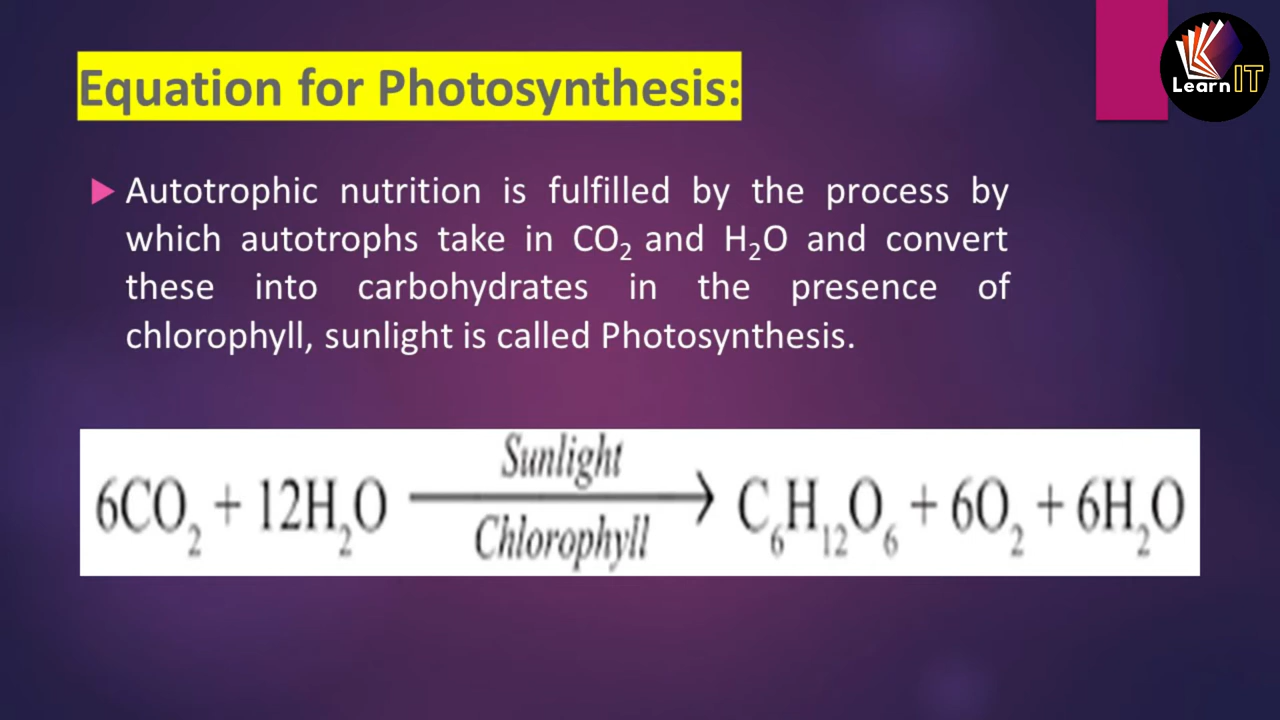 Learn IT
Equation for Photosynthesis:
Autotrophic nutrition is fulfilled by the process by
which autotrophs take in CO₂ and H₂O and convert
these into carbohydrates in the presence of
chlorophyll, sunlight is called Photosynthesis.
Sunlight
6CO₂ + 12H₂O → C₆H₁₂O₆ + 6O₂ + 6H₂O
Chlorophyll